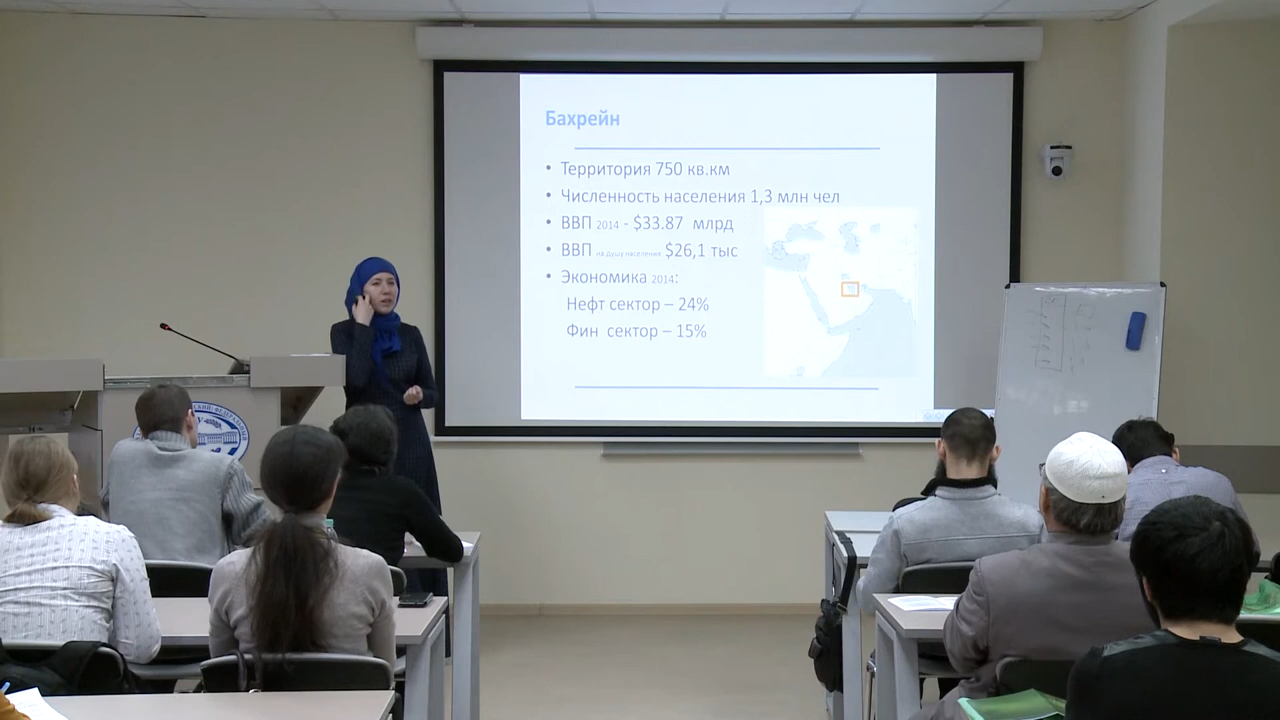 Бахрейн
• Территория 750 кв.км
• Численность населения 1,3 млн чел
• ВВП 2014 - $33.87 млрд
• ВВП на душу населения $26,1 тыс
• Экономика 2014:
Нефт сектор – 24%
Фин сектор – 15%